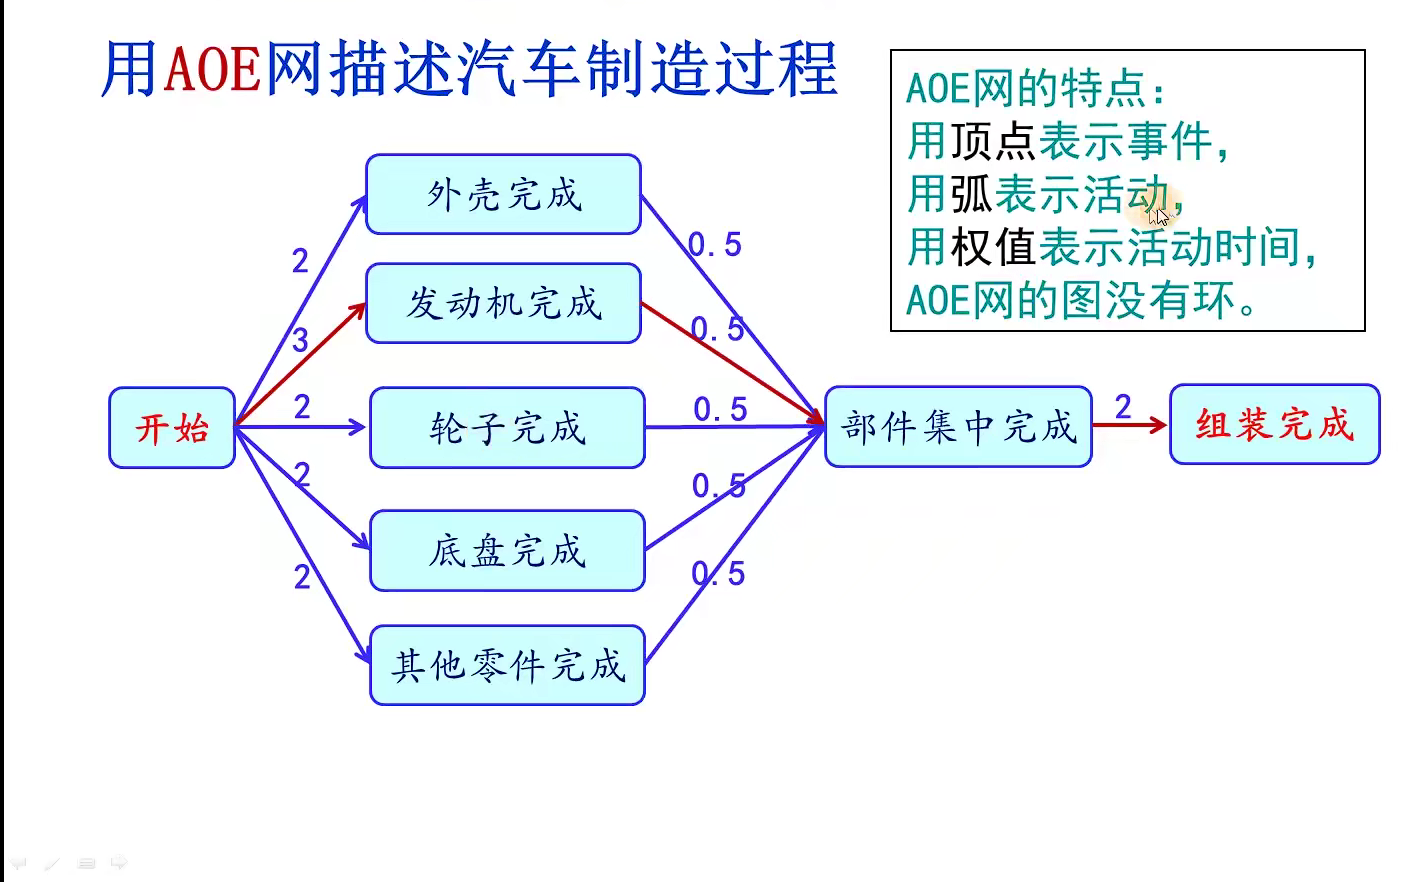 用AOE网描述汽车制造过程
AOE网的特点：
用顶点表示事件，
用弧表示活动，
用权值表示活动时间，
AOE网的图没有环。
外壳完成
2
0.5
发动机完成
3
0.5
开始
2
轮子完成
0.5
部件集中完成
2
组装完成
2
底盘完成
0.5
2
其他零件完成
0.5